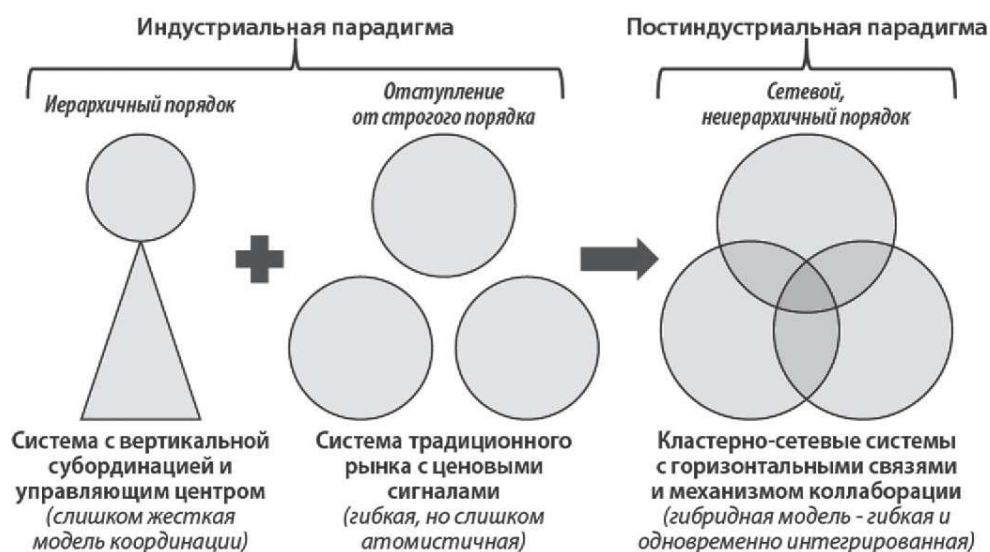 Индустриальная парадигма
Постиндустриальная парадигма
Иерархичный порядок
Отступление
от строгого порядка
Сетевой,
неиерархичный порядок
Система с вертикальной
субординацией и
управляющим центром
(слишком жесткая
модель координации)
Система традиционного
рынка с ценовыми
сигналами
(гибкая, но слишком
атомистичная)
Кластерно-сетевые системы
с горизонтальными связями
и механизмом коллаборации
(гибридная модель - гибкая и
одновременно интегрированная)